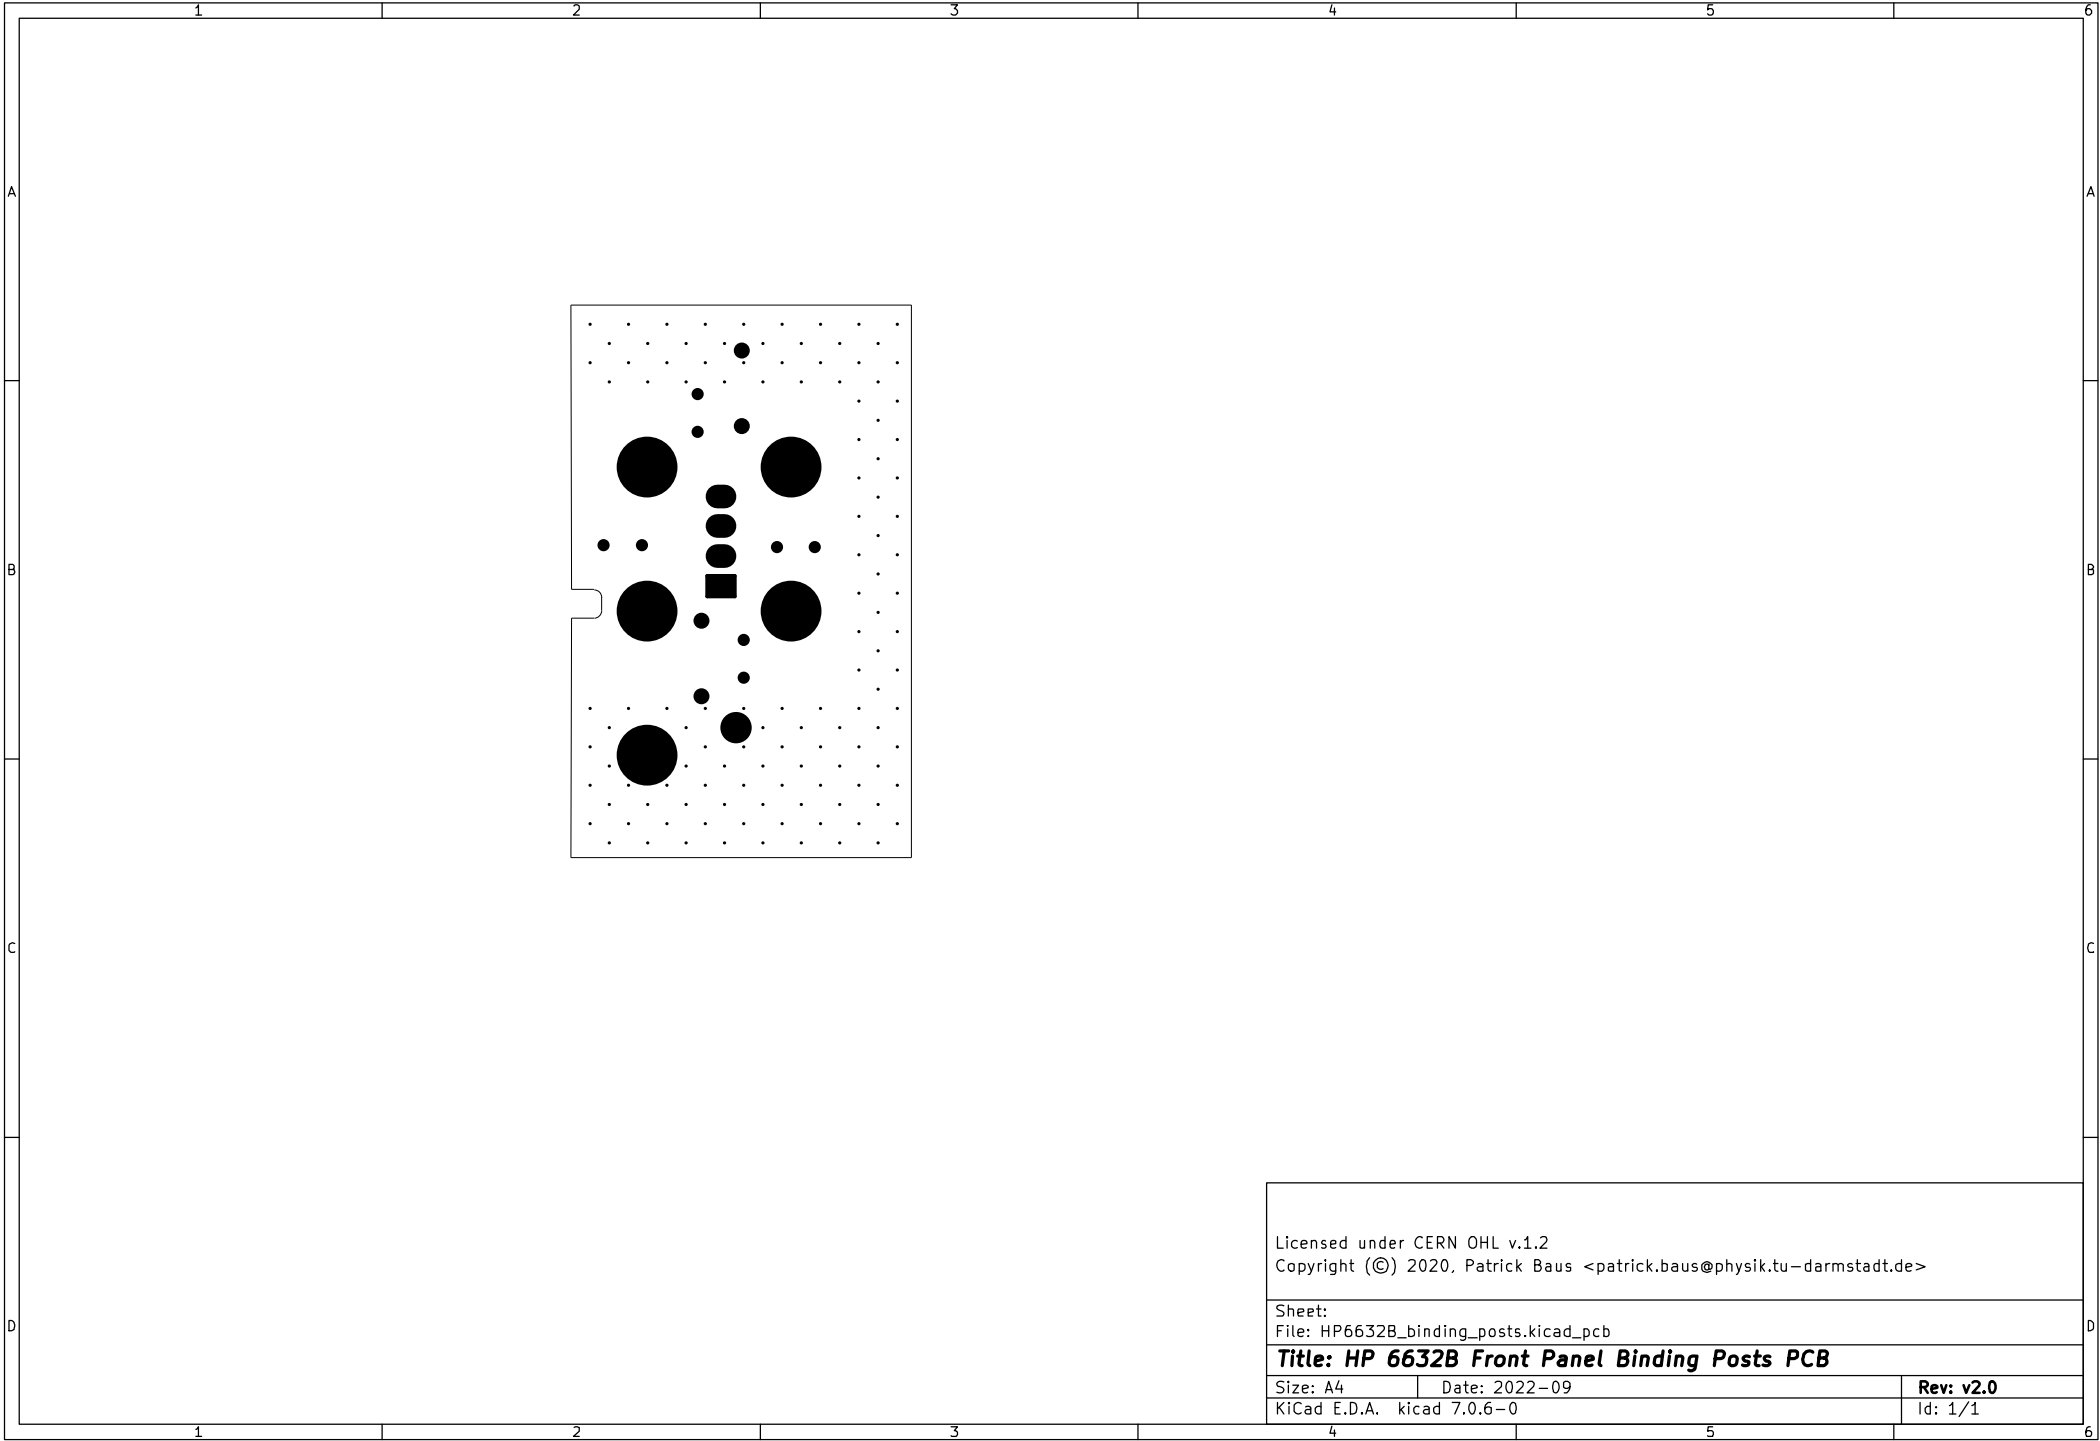 1 2 3 4 5 6
A A
B B
C C
Licensed under CERN OHL v.1.2
Copyright (©) 2020, Patrick Baus <patrick.baus@physik.tu-darmstadt.de>
Sheet:
D D
File: HP6632B_binding_posts.kicad_pcb
Title: HP 6632B Front Panel Binding Posts PCB
Size: A4 Date: 2022-09 Rev: v2.0
KiCad E.D.A. kicad 7.0.6-0 Id: 1/1
1 2 3 4 5 6